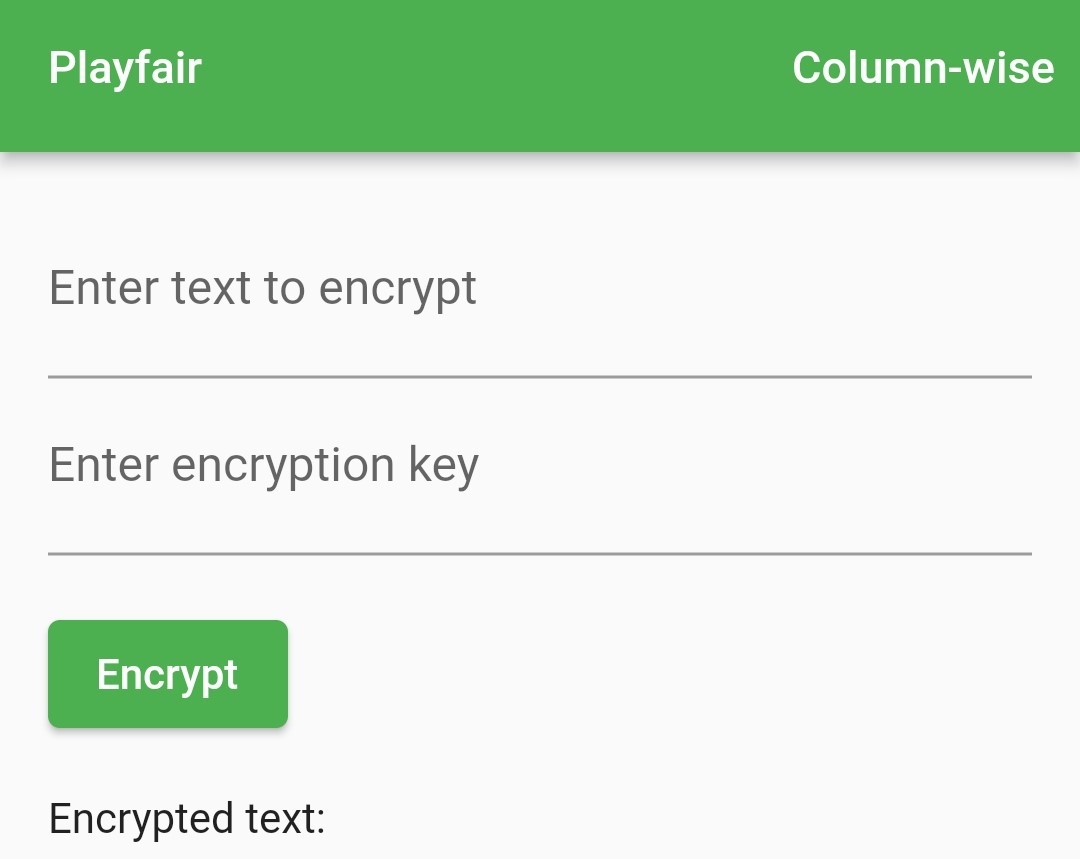 Playfair Column-wise
Enter text to encrypt
Enter encryption key
Encrypt
Encrypted text: